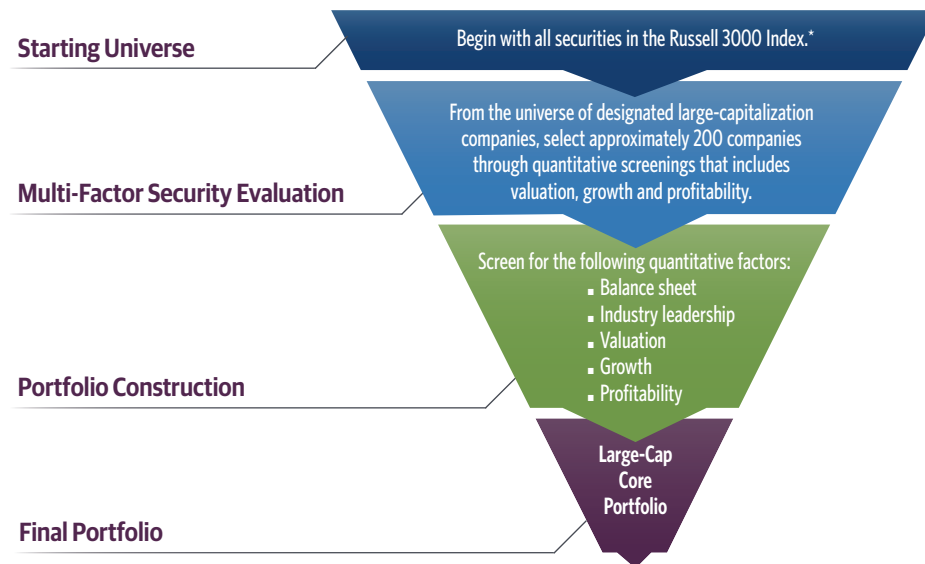 Starting Universe
Begin with all securities in the Russell 3000 Index.*
From the universe of designated large-capitalization
companies, select approximately 200 companies
through quantitative screenings that includes
valuation, growth and profitability.
Multi-Factor Security Evaluation
Screen for the following quantitative factors:
▪ Balance sheet
▪ Industry leadership
▪ Valuation
▪ Growth
▪ Profitability
Portfolio Construction
Large-Cap
Core
Portfolio
Final Portfolio